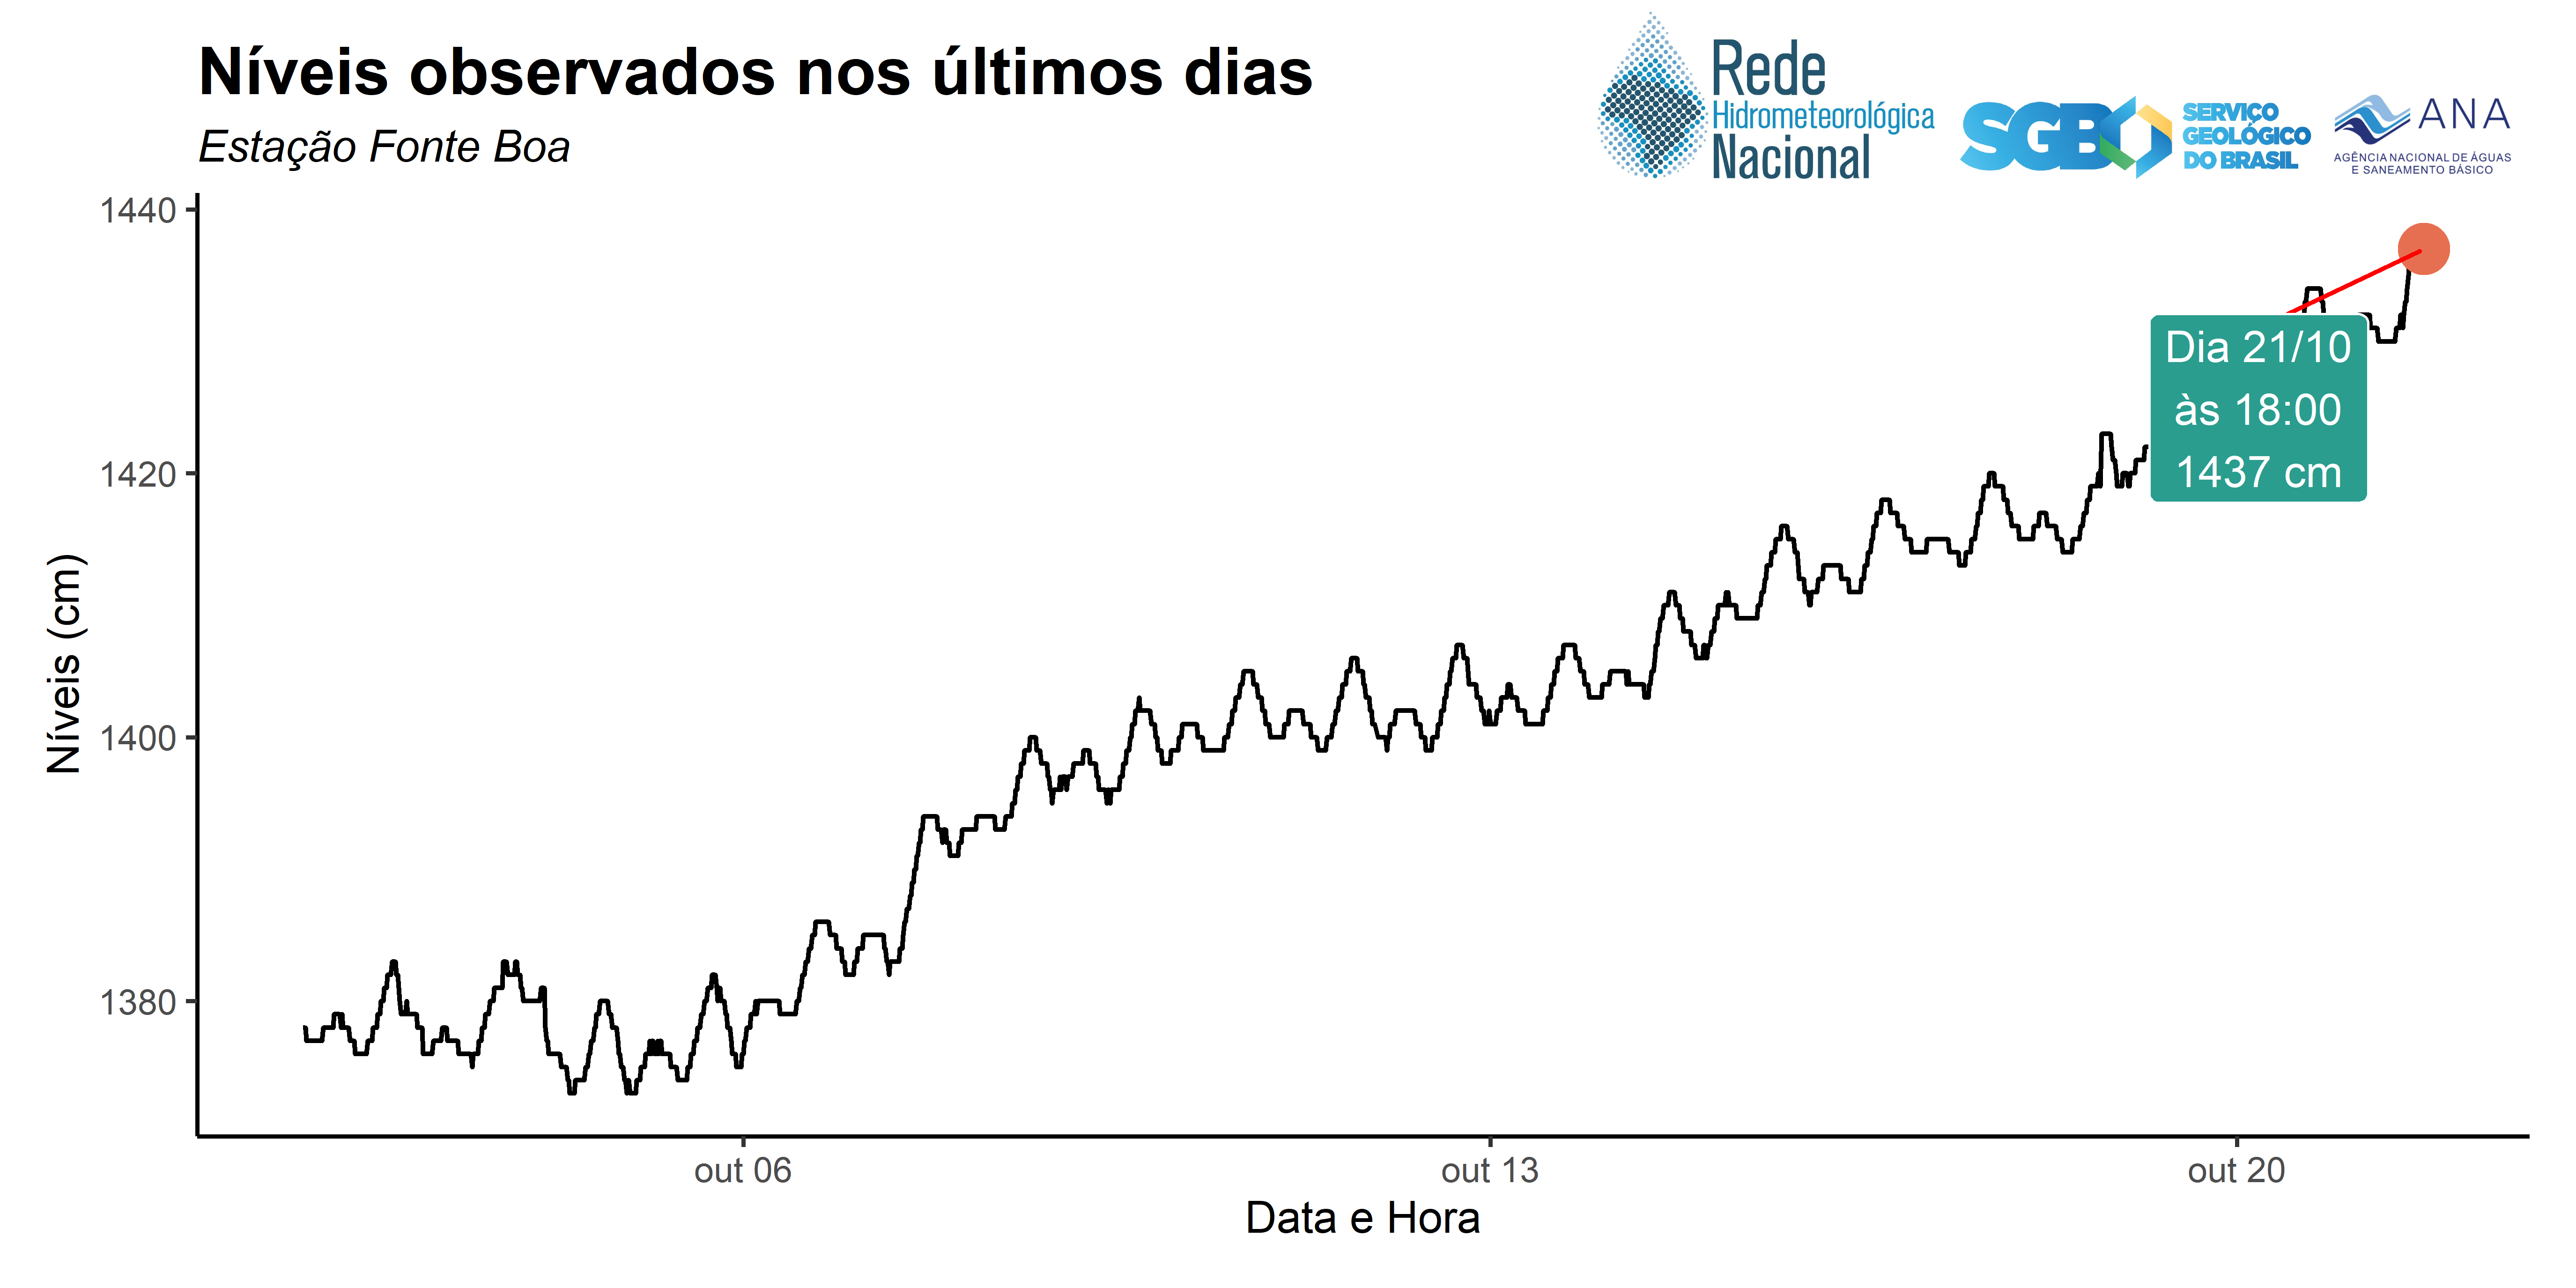 Níveis observados nos últimos dias
Estação Fonte Boa
Rede
Hidrometeorológica
Nacional
SGB
SERVIÇO
GEOLÓGICO
DO BRASIL
ANA
AGÊNCIA NACIONAL DE ÁGUAS
E SANEAMENTO BÁSICO
Níveis (cm)
1440
1420
1400
1380
Dia 21/10
às 18:00
1437 cm
out 06
out 13
out 20
Data e Hora